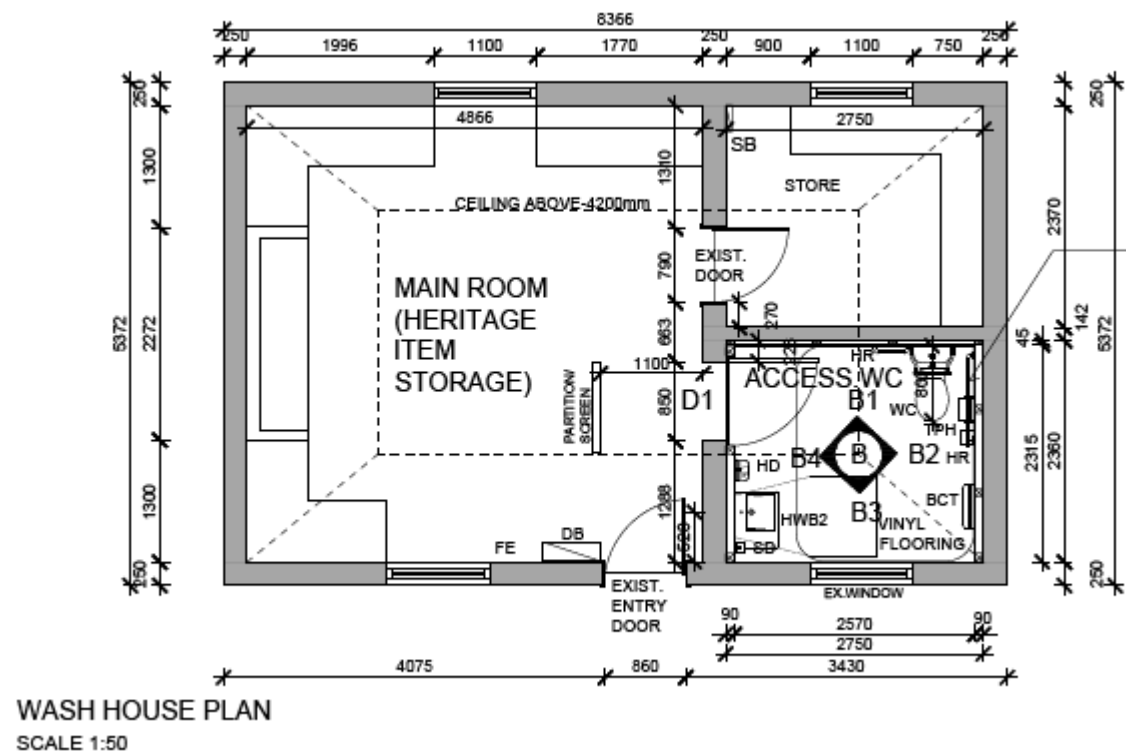 8366
250 1996 1100 1770 250 900 1100 750 250
4866
2750
250
1300
2272
1300
250
5372
1310
790
663
850
1288
520
SB
STORE
CEILING ABOVE-4200mm
EXIST.
DOOR
270
MAIN ROOM
(HERITAGE
ITEM
STORAGE)
1100
PARTITION/
SCREEN
D1
HR
ACCESS WC
B1
WC
TPH
B4
B
B2
HR
HD
B3
BCT
HWB2
VINYL
FLOORING
SD
FE
DB
EXIST.
ENTRY
DOOR
EX.WINDOW
250
2370
142
45
2315
2360
250
5372
90 2570 90
2750
4075 860 3430
WASH HOUSE PLAN
SCALE 1:50